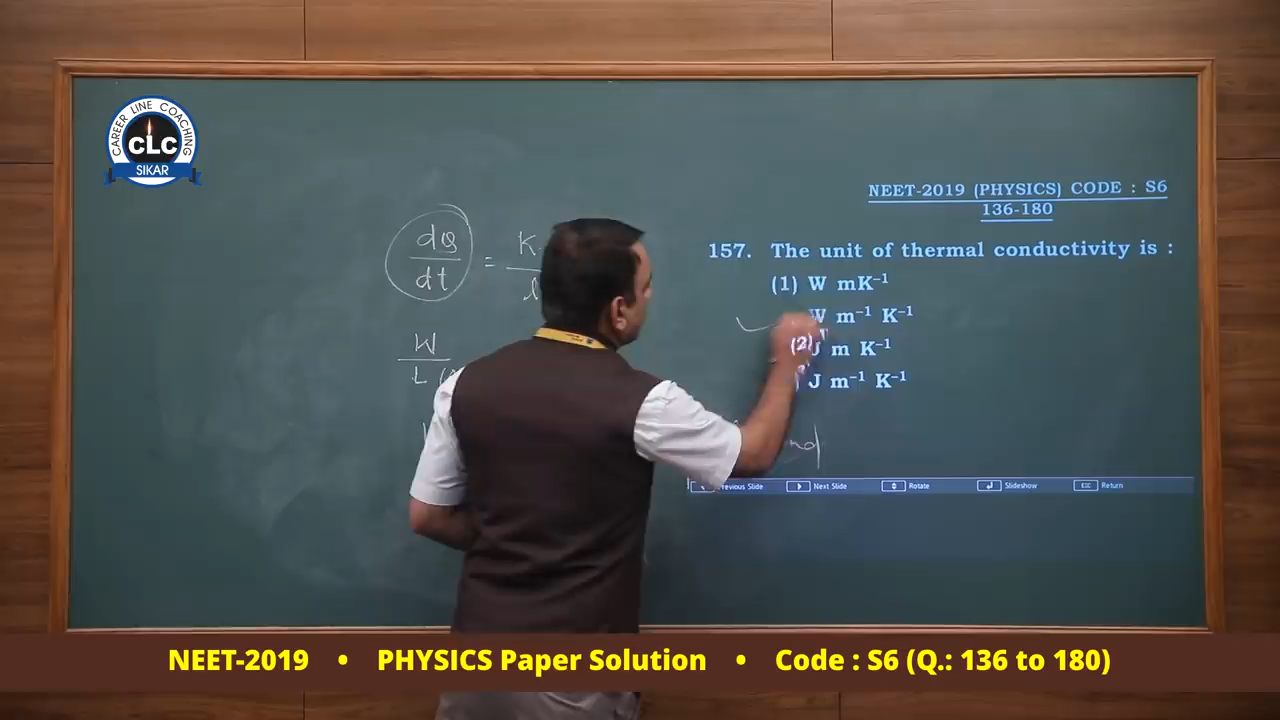 CAREER LINE COACHING
CLC
SIKAR
NEET-2019 (PHYSICS) CODE : S6
136-180
157. The unit of thermal conductivity is :
(1) W mK⁻¹
W m⁻¹ K⁻¹
(2) J m K⁻¹
) J m⁻¹ K⁻¹
dQ
dt
=
K
l
W
L
Previous Slide
Next Slide
Rotate
Slideshow
ESC Return
NEET-2019 • PHYSICS Paper Solution • Code : S6 (Q.: 136 to 180)